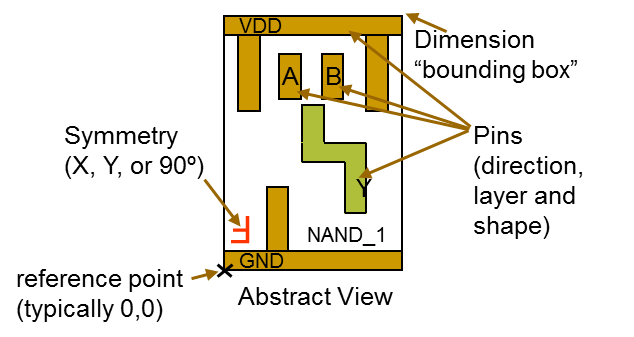 VDD
Dimension
“bounding box”
A
B
Symmetry
(X, Y, or 90º)
Pins
(direction,
layer and
shape)
Y
F
NAND_1
GND
reference point
(typically 0,0)
Abstract View